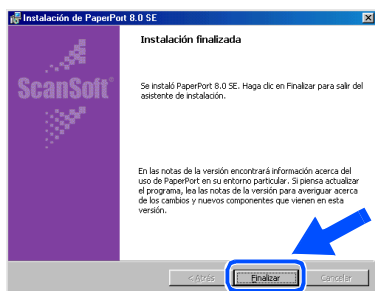 Instalación de PaperPort 8.0 SE
Instalación finalizada
ScanSoft®
Se instaló PaperPort 8.0 SE. Haga clic en Finalizar para salir del
asistente de instalación.
En las notas de la versión encontrará información acerca del
uso de PaperPort en su entorno particular. Si piensa actualizar
el programa, lea las notas de la versión para averiguar acerca
de los cambios y nuevos componentes que vienen en esta
versión.
< Atrás
Finalizar
Cancelar